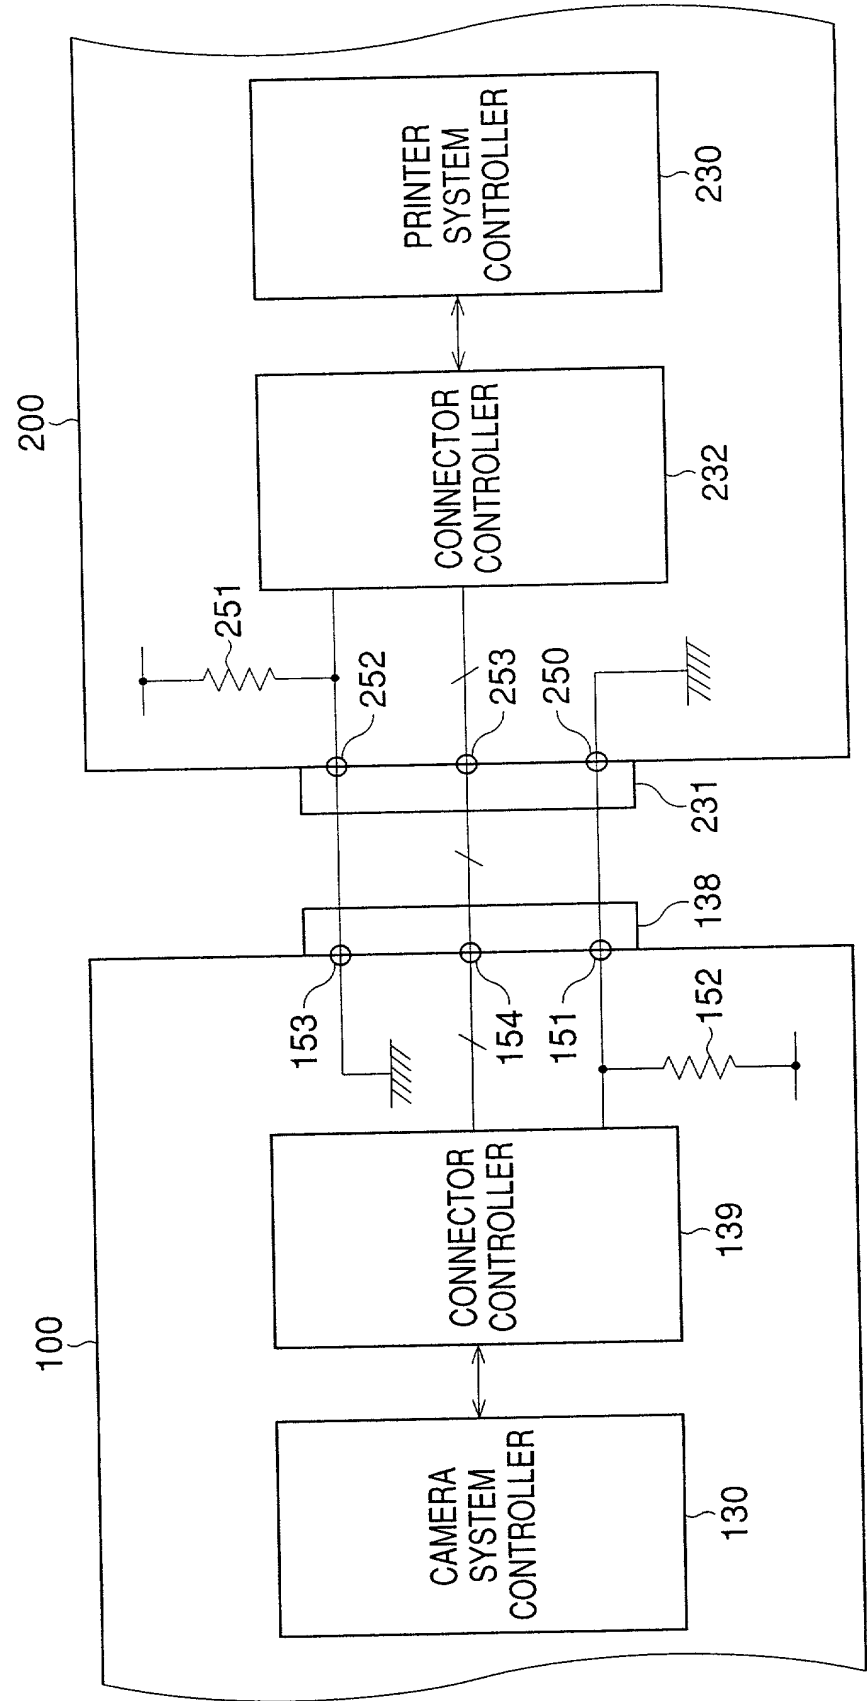 100
200
CAMERA
SYSTEM
CONTROLLER
130
CONNECTOR
CONTROLLER
139
153
154
151
152
138
231
251
252
253
250
CONNECTOR
CONTROLLER
232
PRINTER
SYSTEM
CONTROLLER
230